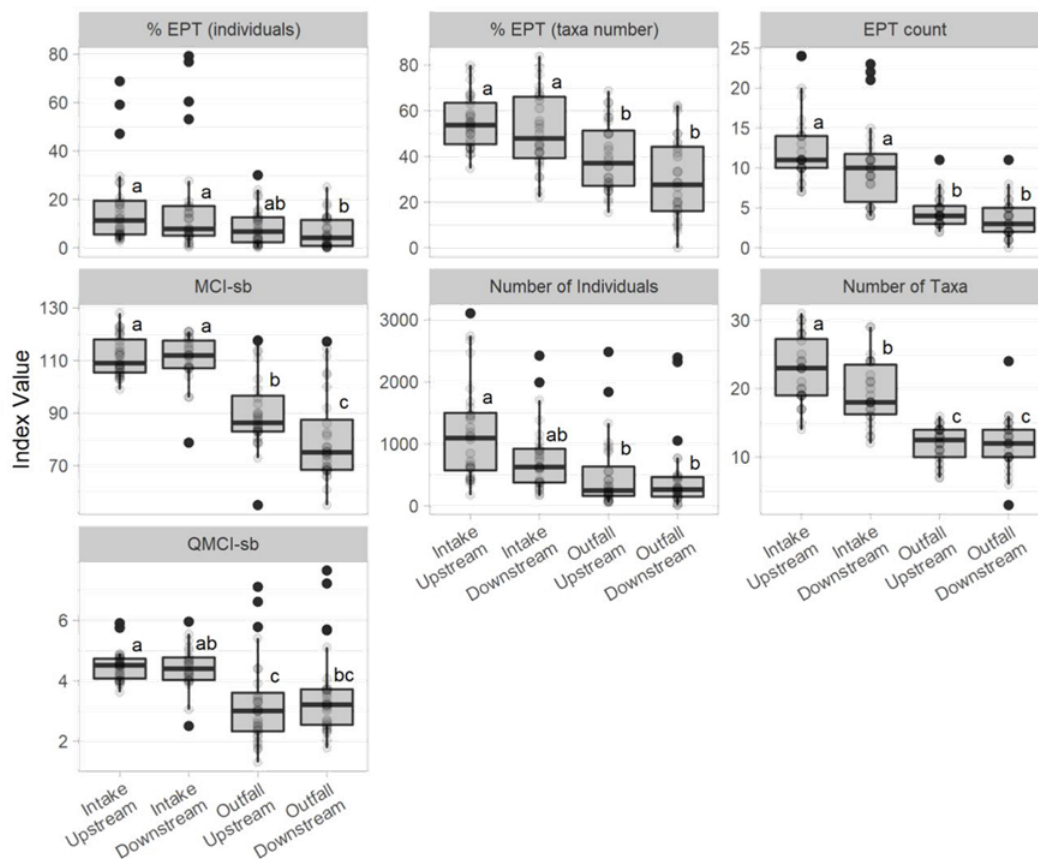 % EPT (individuals)
% EPT (taxa number)
EPT count
80
60
40
20
0
a
a
ab
b
80
60
40
20
0
a
a
b
b
25
20
15
10
5
0
a
a
b
b
MCI-sb
Number of Individuals
Number of Taxa
Index Value
130
110
90
70
a
a
b
c
3000
2000
1000
0
a
ab
b
b
30
20
10
a
b
c
c
Intake
Upstream
Intake
Downstream
Outfall
Upstream
Outfall
Downstream
Intake
Upstream
Intake
Downstream
Outfall
Upstream
Outfall
Downstream
QMCI-sb
6
4
2
a
ab
c
bc
Intake
Upstream
Intake
Downstream
Outfall
Upstream
Outfall
Downstream